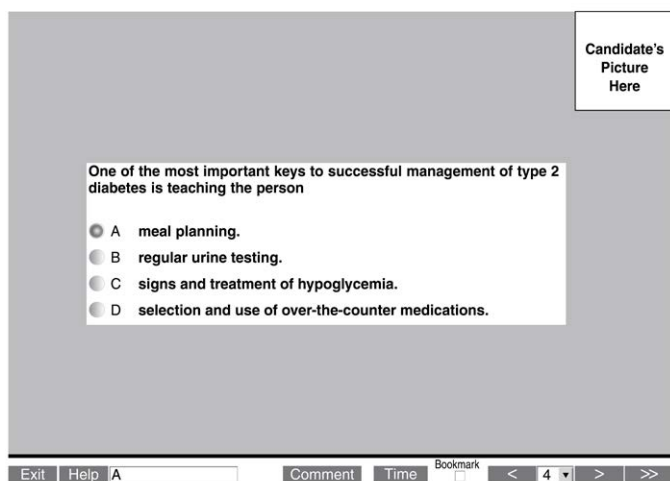 Candidate's
Picture
Here
One of the most important keys to successful management of type 2
diabetes is teaching the person
A meal planning.
B regular urine testing.
C signs and treatment of hypoglycemia.
D selection and use of over-the-counter medications.
Bookmark
Exit Help A Comment Time < 4 > >>